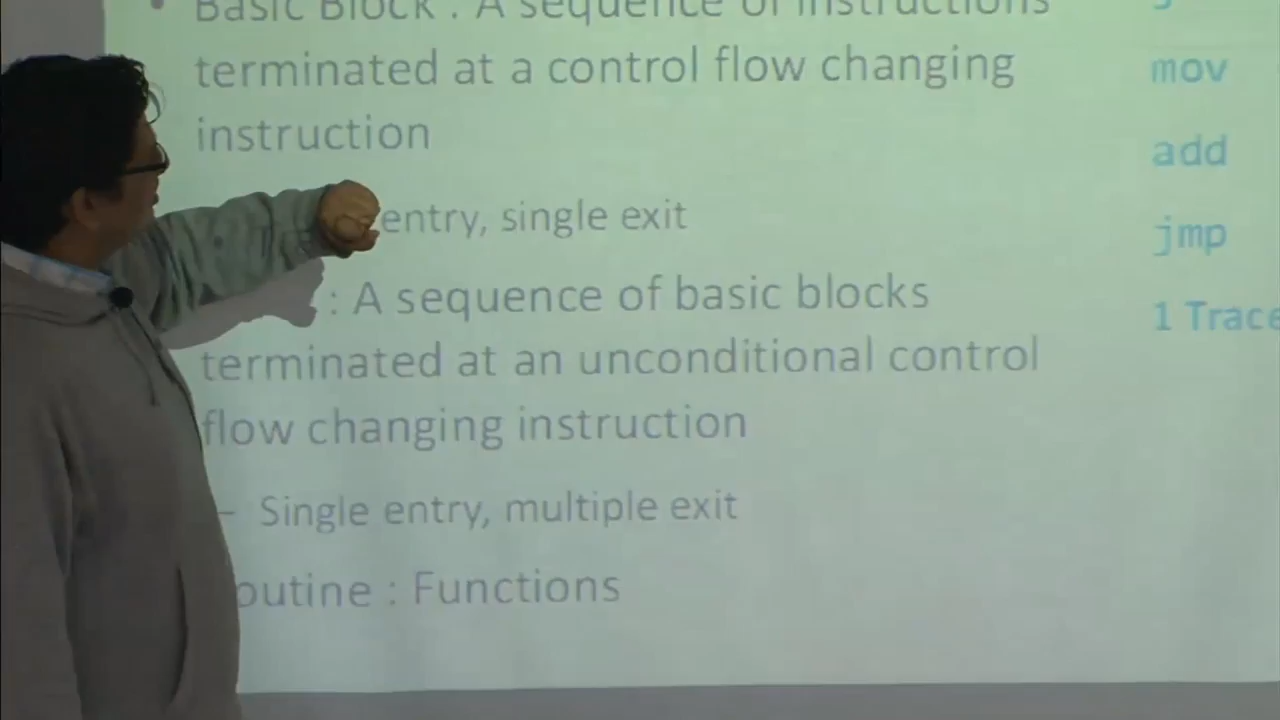 Basic Block : A sequence of instructions
terminated at a control flow changing
instruction
entry, single exit
: A sequence of basic blocks
terminated at an unconditional control
flow changing instruction
– Single entry, multiple exit
outine : Functions
mov
add
jmp
1 Trace